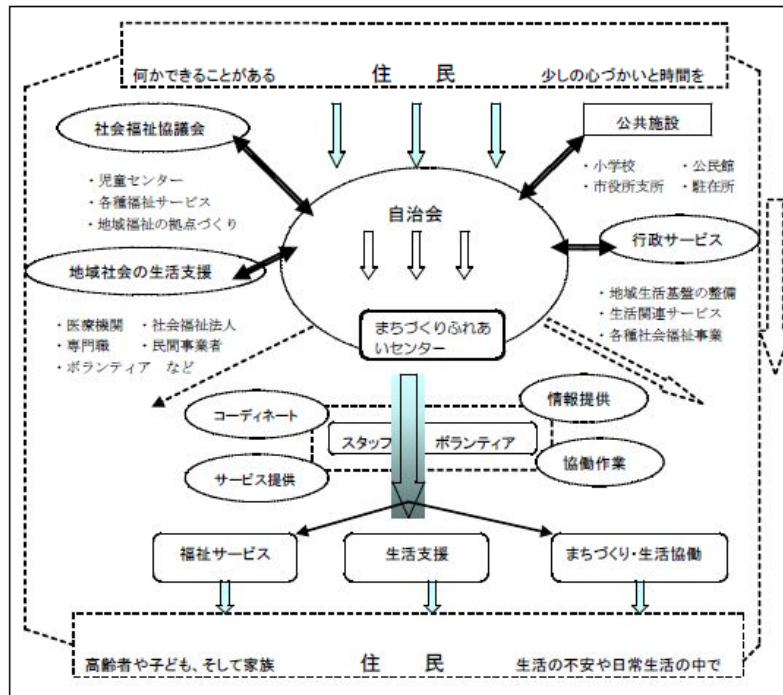 何かできることがある　住　民　少しの心づかいと時間を
社会福祉協議会
公共施設
・児童センター
・各種福祉サービス
・地域福祉の拠点づくり
・小学校　・公民館
・市役所支所　・駐在所
自治会
地域社会の生活支援
行政サービス
・医療機関　・社会福祉法人
・専門職　・民間事業者
・ボランティア　など
・地域生活基盤の整備
・生活関連サービス
・各種社会福祉事業
まちづくりふれあ
いセンター
コーディネート
情報提供
スタッフ　ボランティア
サービス提供
協働作業
福祉サービス
生活支援
まちづくり・生活協働
高齢者や子ども、そして家族　住　民　生活の不安や日常生活の中で